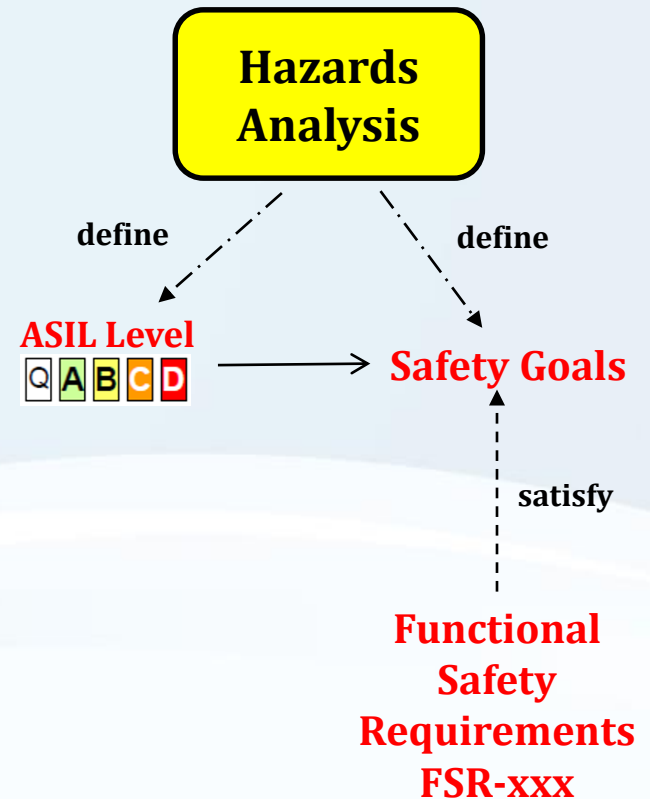 Hazards
Analysis
define
define
ASIL Level
Q A B C D
Safety Goals
satisfy
Functional
Safety
Requirements
FSR-xxx